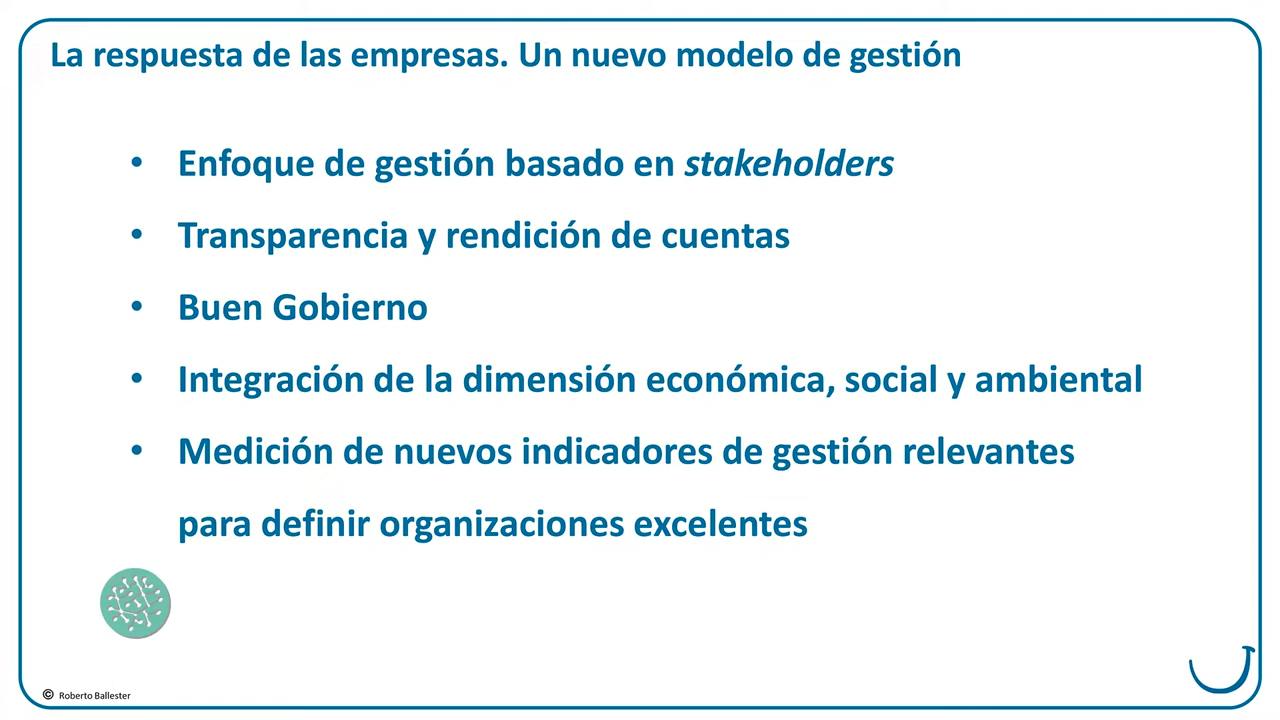 La respuesta de las empresas. Un nuevo modelo de gestión
• Enfoque de gestión basado en stakeholders
• Transparencia y rendición de cuentas
• Buen Gobierno
• Integración de la dimensión económica, social y ambiental
• Medición de nuevos indicadores de gestión relevantes
para definir organizaciones excelentes
© Roberto Ballester